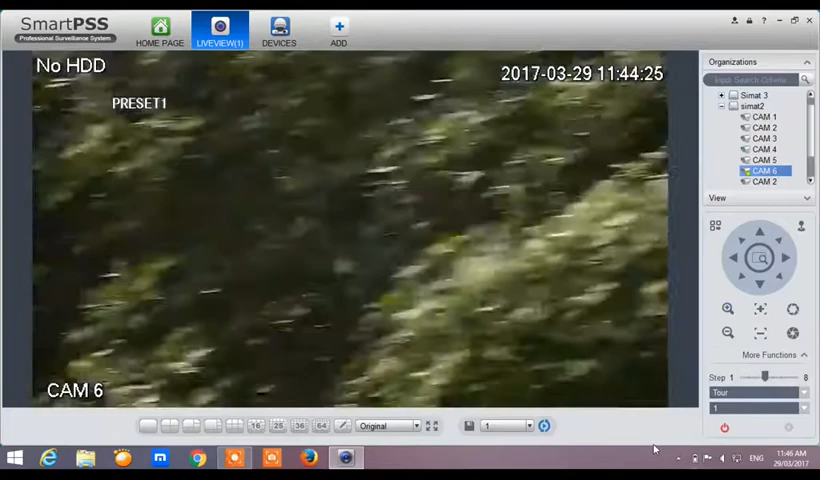 SmartPSS
Professional Surveillance System
HOME PAGE
LIVEVIEW(1)
DEVICES
ADD
No HDD
2017-03-29 11:44:25
PRESET1
CAM 6
Organizations
Input Search Criteria
Simat 3
simat2
CAM 1
CAM 2
CAM 3
CAM 4
CAM 5
CAM 6
CAM 2
View
More Functions
Step 1 8
Tour
1
16 25 36 64 Original 1
ENG
11:46 AM
29/03/2017